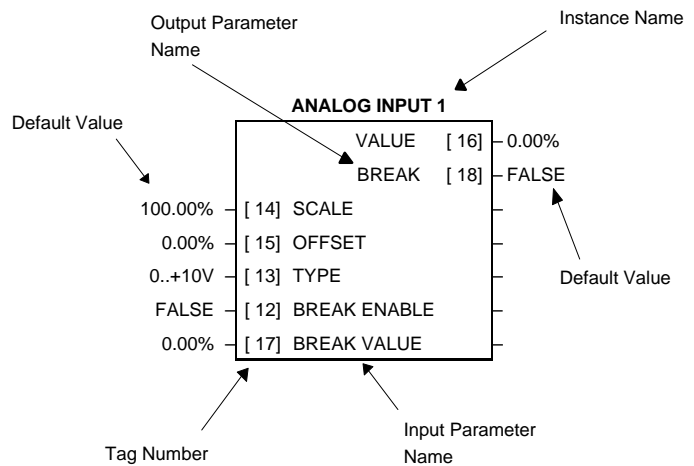 Output Parameter
Name
Instance Name
ANALOG INPUT 1
Default Value
VALUE [ 16] 0.00%
BREAK [ 18] FALSE
100.00% [ 14] SCALE
0.00% [ 15] OFFSET
0..+10V [ 13] TYPE
Default Value
FALSE [ 12] BREAK ENABLE
0.00% [ 17] BREAK VALUE
Tag Number
Input Parameter
Name